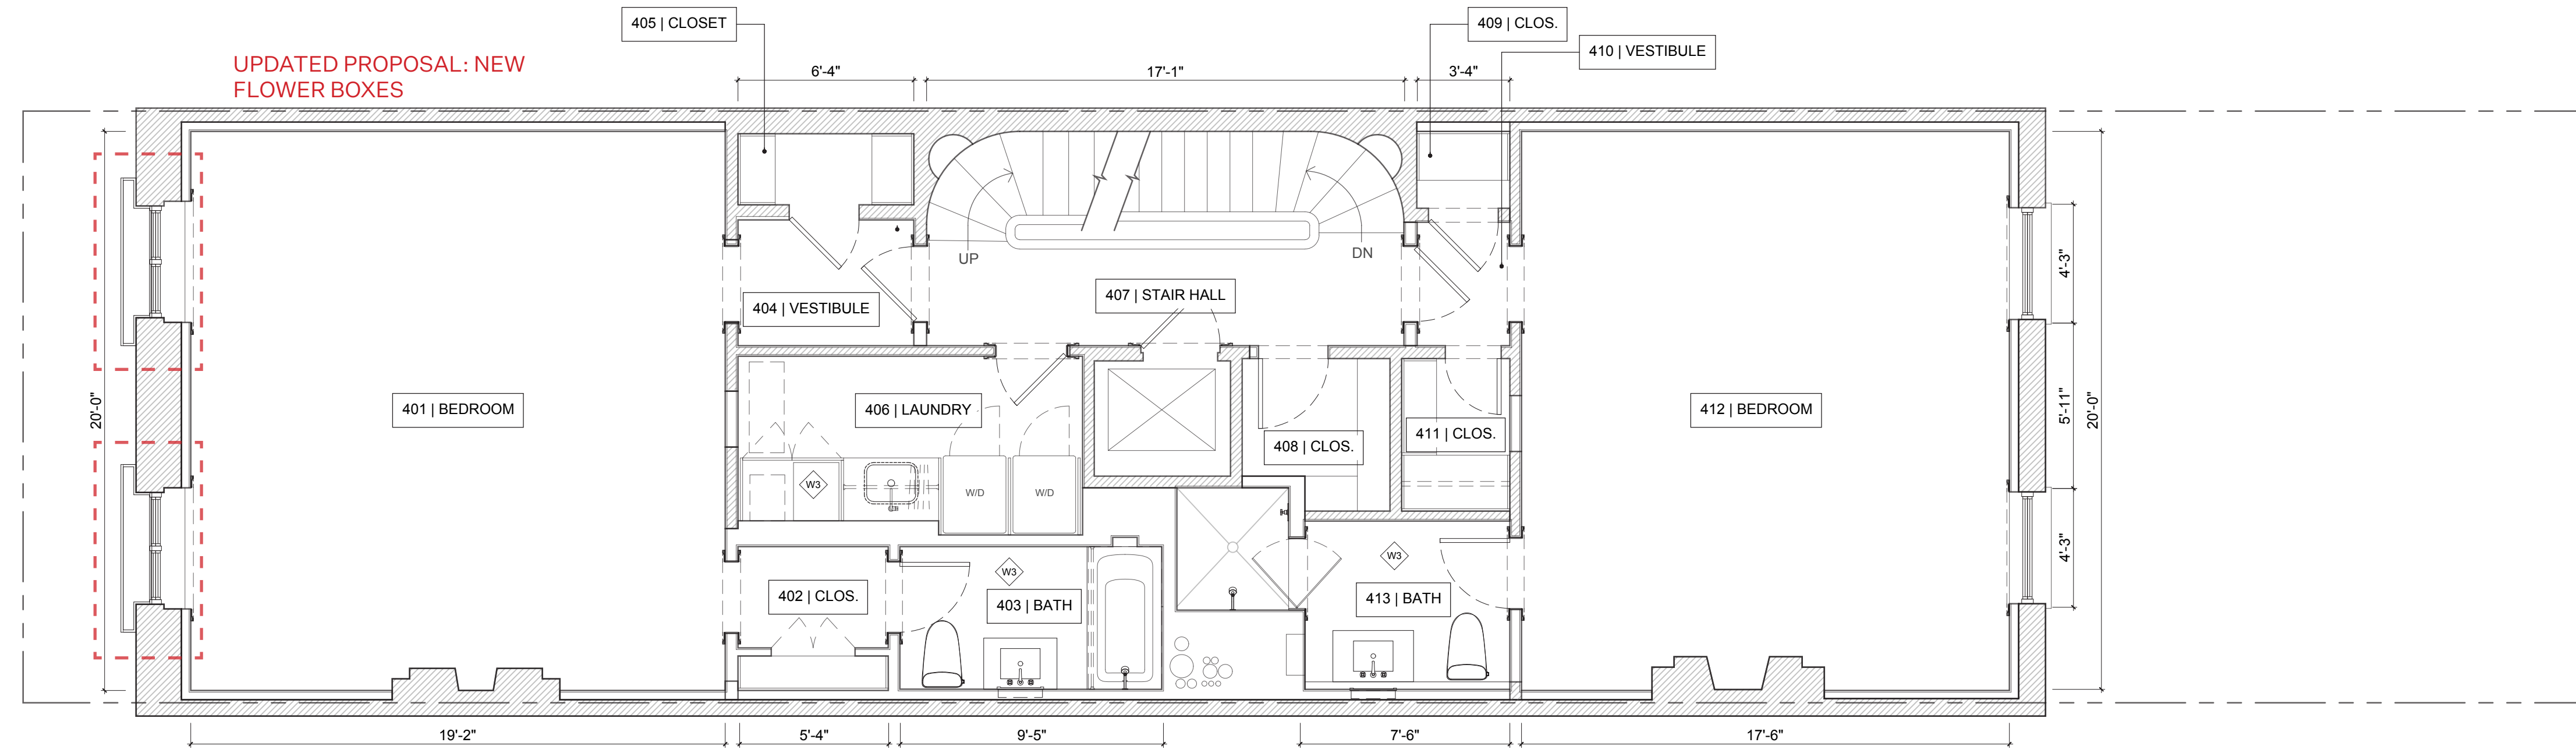 405 | CLOSET
409 | CLOS.
410 | VESTIBULE
UPDATED PROPOSAL: NEW
FLOWER BOXES
6'-4"
17'-1"
3'-4"
UP
DN
4'-3"
404 | VESTIBULE
407 | STAIR HALL
20'-0"
401 | BEDROOM
406 | LAUNDRY
408 | CLOS.
411 | CLOS.
412 | BEDROOM
5'-11"
20'-0"
W3
W/D
W/D
4'-3"
W3
W3
402 | CLOS.
403 | BATH
413 | BATH
19'-2"
5'-4"
9'-5"
7'-6"
17'-6"